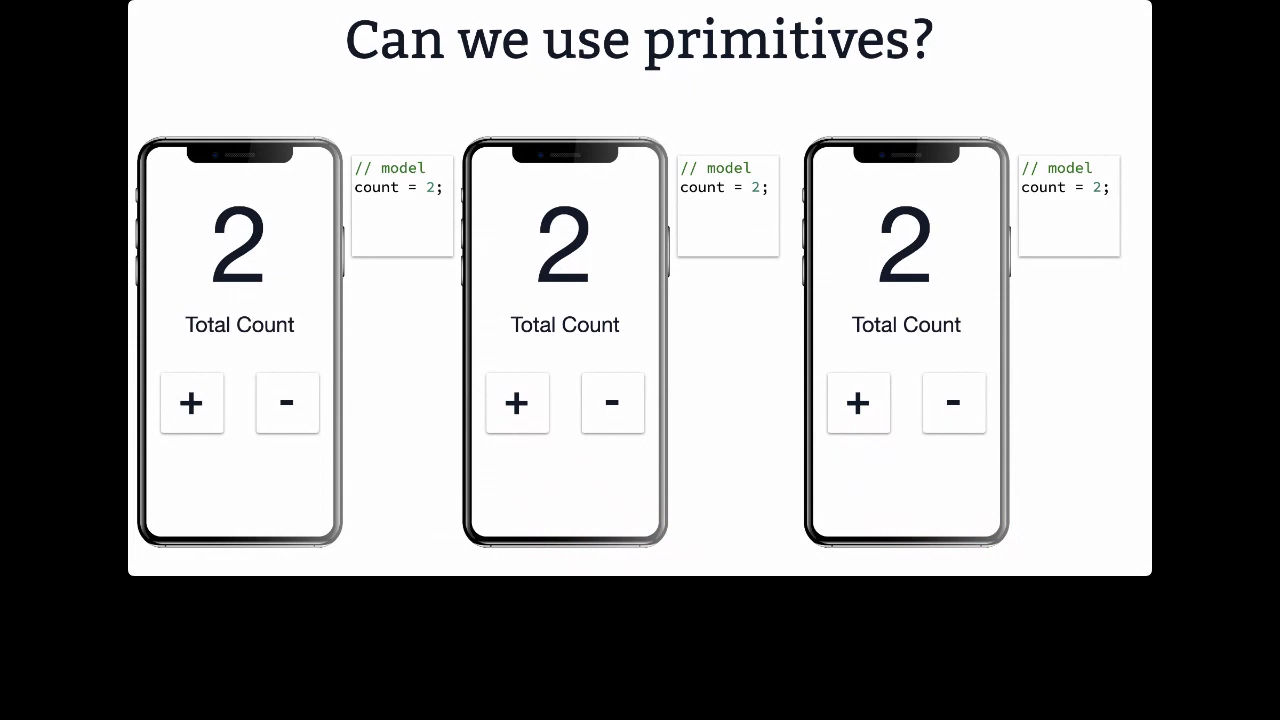 Can we use primitives?
// model
count = 2;
2
Total Count
+ -
// model
count = 2;
2
Total Count
+ -
// model
count = 2;
2
Total Count
+ -